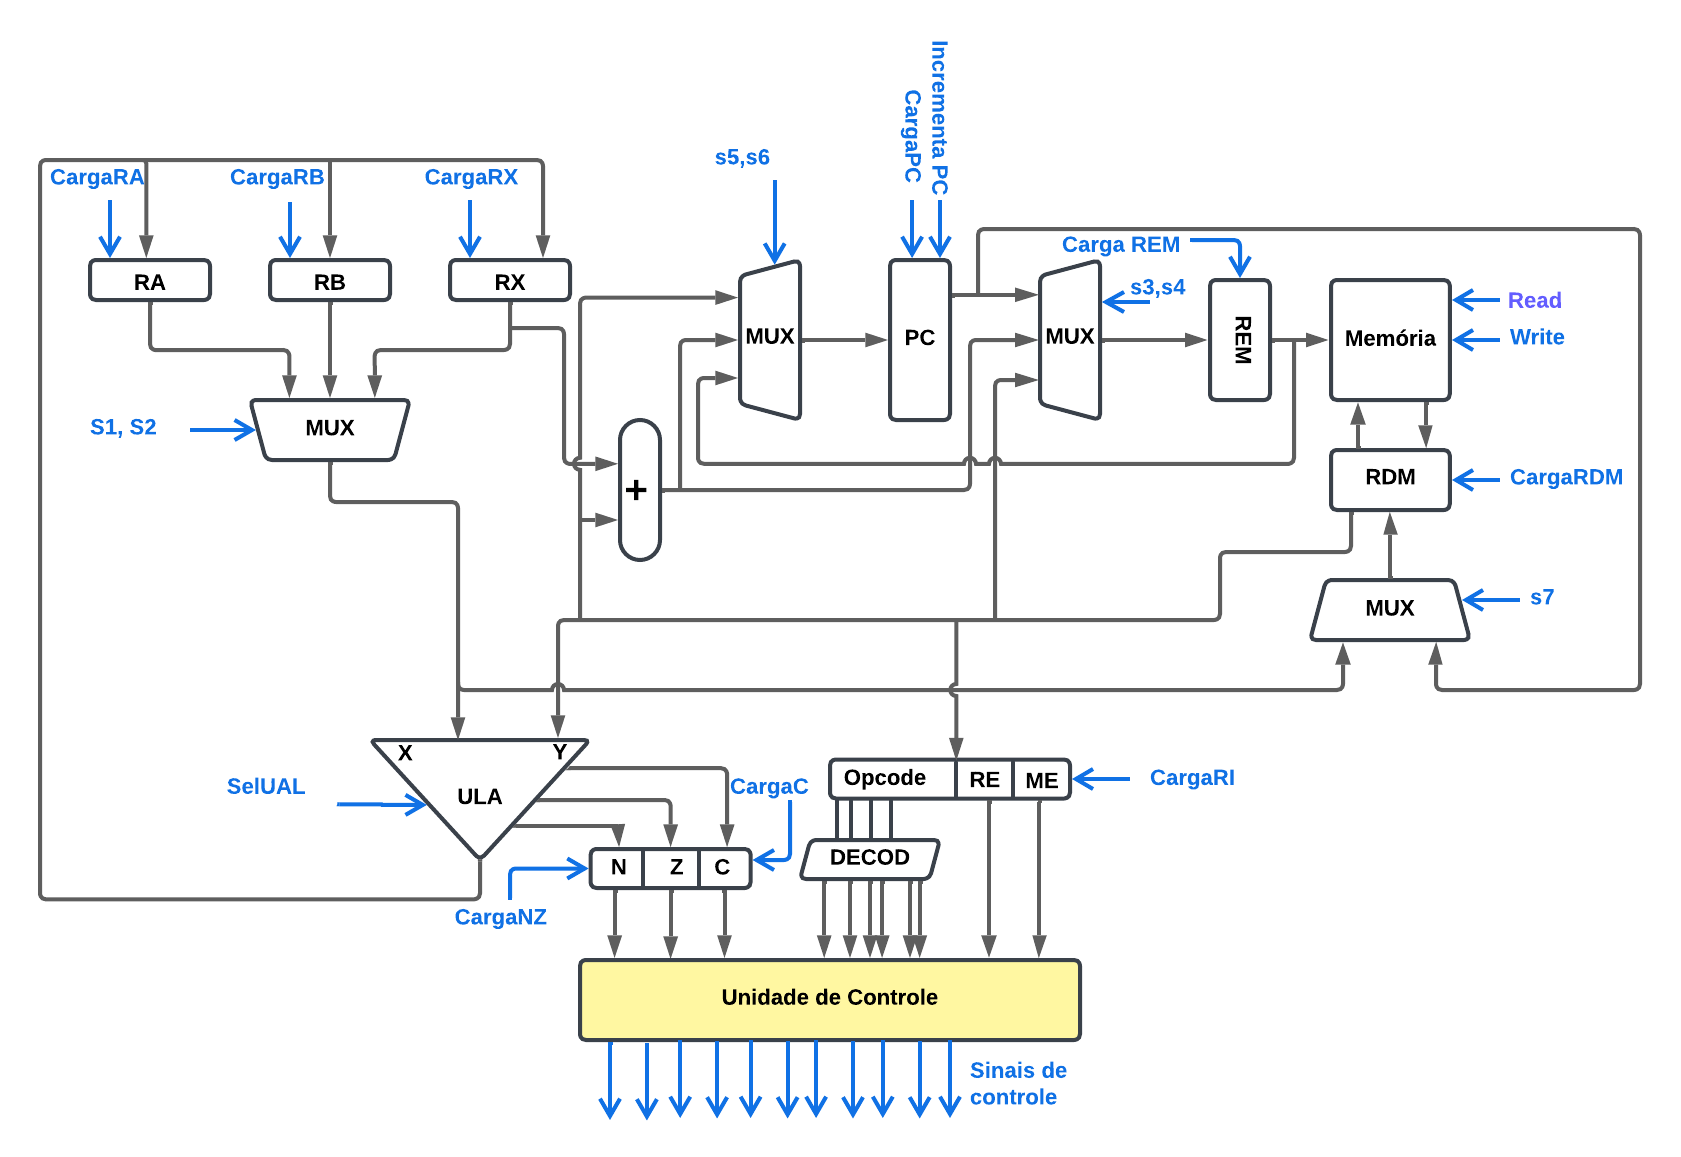 Incrementa PC
CargaPC
s5,s6
CargaRA
CargaRB
CargaRX
Carga REM
s3,s4
RA
RB
RX
MUX
PC
MUX
REM
Memória
Read
Write
S1, S2
MUX
+
RDM
CargaRDM
MUX
s7
X
Y
ULA
SelUAL
CargaC
Opcode
RE
ME
CargaRI
DECOD
N
Z
C
CargaNZ
Unidade de Controle
Sinais de
controle